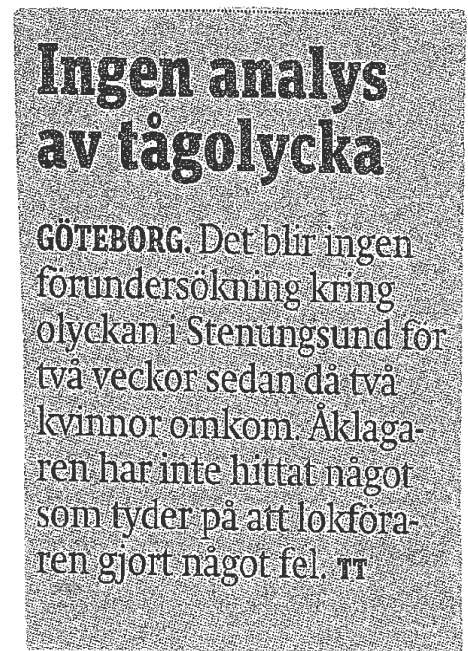 Ingen analys
av tågolycka
GÖTEBORG. Det blir ingen
förundersökning kring
olyckan i Stenungsund för
två veckor sedan då två
kvinnor omkom. Åklaga-
ren har inte hittat något
som tyder på att lokföra-
ren gjort något fel. TT